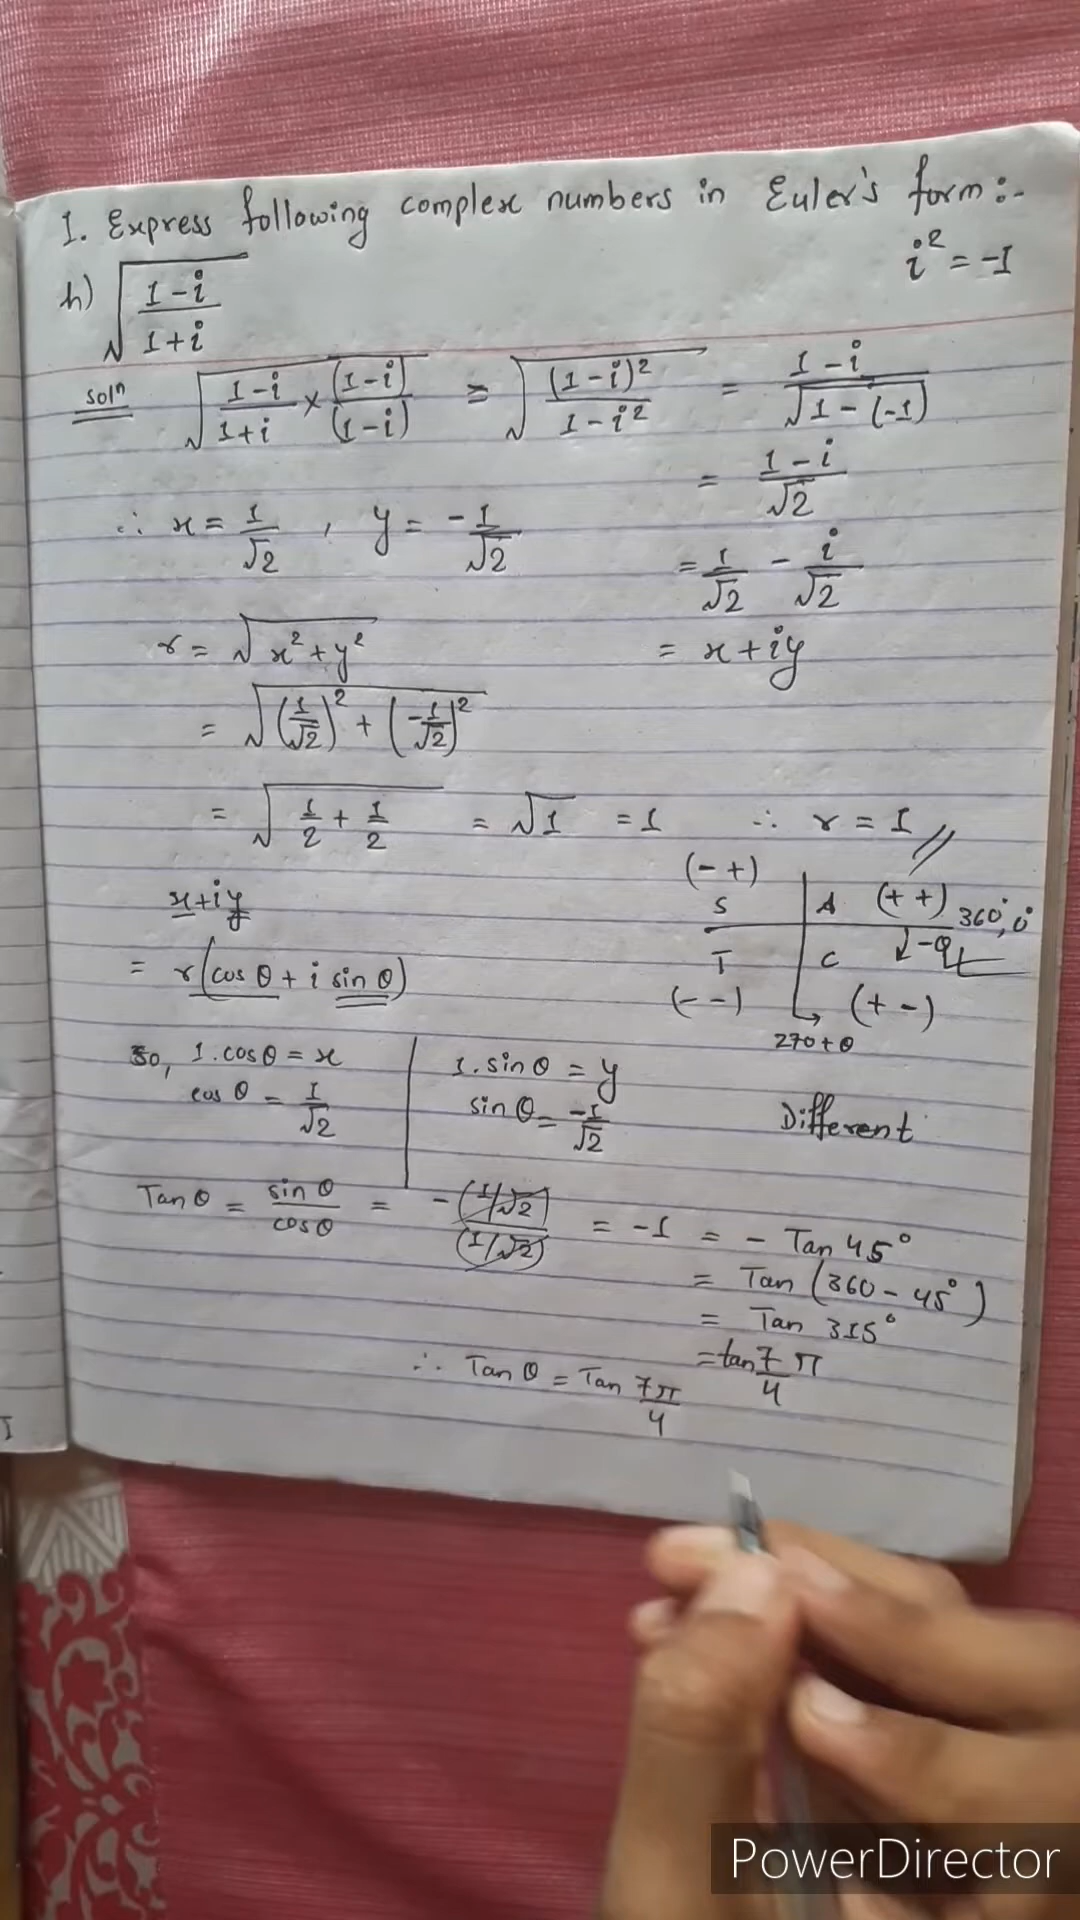 1. Express following complex numbers in Euler's form:-
i² = -1
h) √((1-i)/(1+i))
Solⁿ √((1-i)/(1+i) × (1-i)/(1-i)) = √((1-i)²/(1-i²)) = (1-i)/√(1-(-1))
= (1-i)/√2
∴ x = 1/√2 , y = -1/√2
= 1/√2 - i/√2
r = √(x²+y²)
= x+iy
= √((1/√2)² + (-1/√2)²)
= √(1/2 + 1/2) = √1 = 1 ∴ r = 1 //
(- +) (+ +)
S A 360°, 0°
T C -θ
(- -) (+ -)
270+θ
x+iy
= r(cos θ + i sin θ)
So, 1.cosθ = x
cos θ = 1/√2
1.sin θ = y
sin θ = -1/√2
Different
Tan θ = sin θ/cosθ = -(1/√2)/(1/√2) = -1 = - Tan 45°
= Tan (360 - 45°)
= Tan 315°
= tan 7π/4
∴ Tan θ = Tan 7π/4
I
PowerDirector